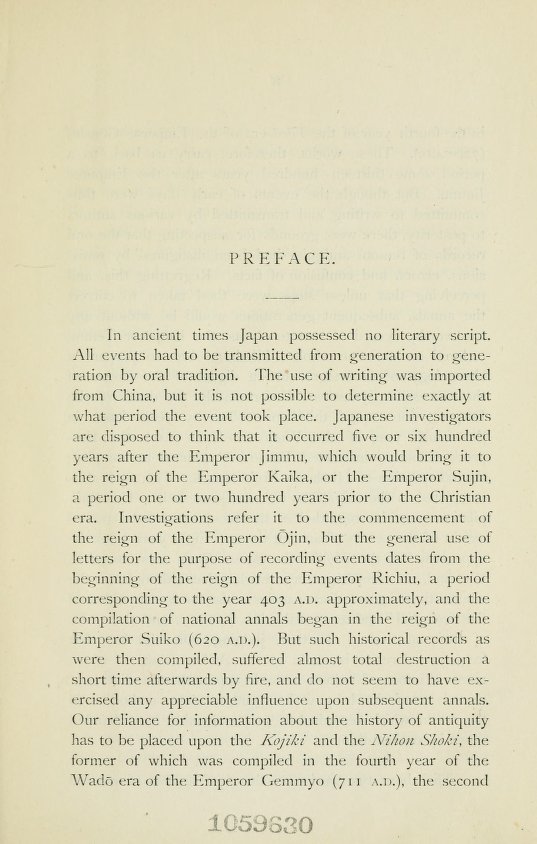 PREFACE.
In ancient times Japan possessed no literary script.
All events had to be transmitted from generation to gene-
ration by oral tradition. The use of writing was imported
from China, but it is not possible to determine exactly at
what period the event took place. Japanese investigators
are disposed to think that it occurred five or six hundred
years after the Emperor Jimmu, which would bring it to
the reign of the Emperor Kaika, or the Emperor Sujin,
a period one or two hundred years prior to the Christian
era. Investigations refer it to the commencement of
the reign of the Emperor Ōjin, but the general use of
letters for the purpose of recording events dates from the
beginning of the reign of the Emperor Richiu, a period
corresponding to the year 403 A.D. approximately, and the
compilation of national annals began in the reign of the
Emperor Suiko (620 A.D.). But such historical records as
were then compiled, suffered almost total destruction a
short time afterwards by fire, and do not seem to have ex-
ercised any appreciable influence upon subsequent annals.
Our reliance for information about the history of antiquity
has to be placed upon the Kojiki and the Nihon Shoki, the
former of which was compiled in the fourth year of the
Wadō era of the Emperor Gemmyo (711 A.D.), the second
1059630